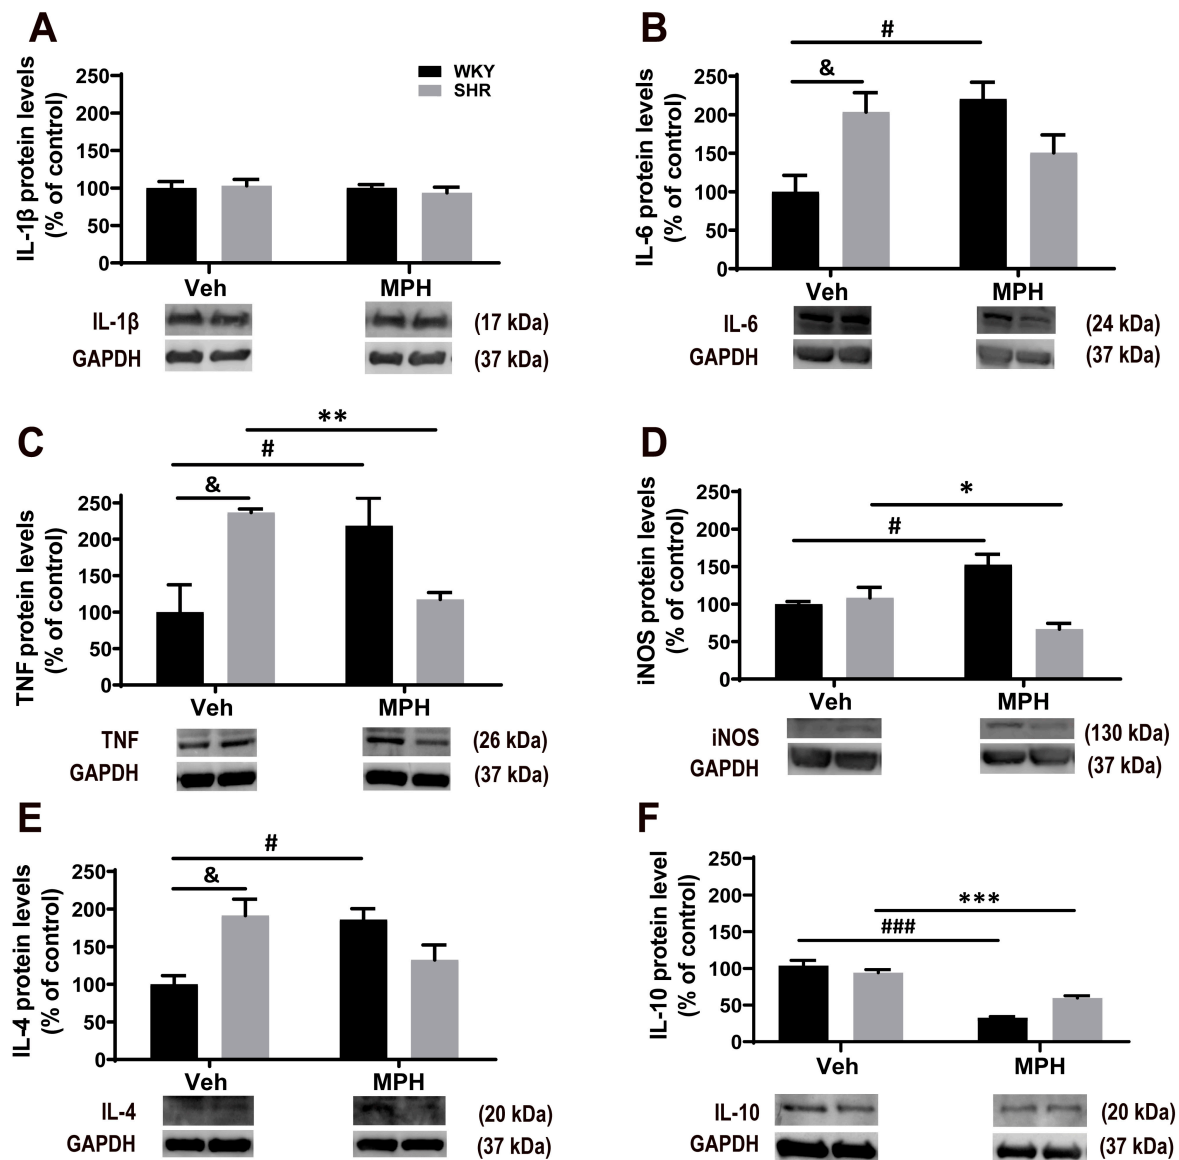 A
IL-1β protein levels
(% of control)
250
200
150
100
50
0
WKY
SHR
Veh
MPH
IL-1β
(17 kDa)
GAPDH
(37 kDa)
B
#
&
IL-6 protein levels
(% of control)
250
200
150
100
50
0
Veh
MPH
IL-6
(24 kDa)
GAPDH
(37 kDa)
C
**
#
&
TNF protein levels
(% of control)
250
200
150
100
50
0
Veh
MPH
TNF
(26 kDa)
GAPDH
(37 kDa)
D
*
#
iNOS protein levels
(% of control)
250
200
150
100
50
0
Veh
MPH
iNOS
(130 kDa)
GAPDH
(37 kDa)
E
#
&
IL-4 protein levels
(% of control)
250
200
150
100
50
0
Veh
MPH
IL-4
(20 kDa)
GAPDH
(37 kDa)
F
***
###
IL-10 protein level
(% of control)
250
200
150
100
50
0
Veh
MPH
IL-10
(20 kDa)
GAPDH
(37 kDa)